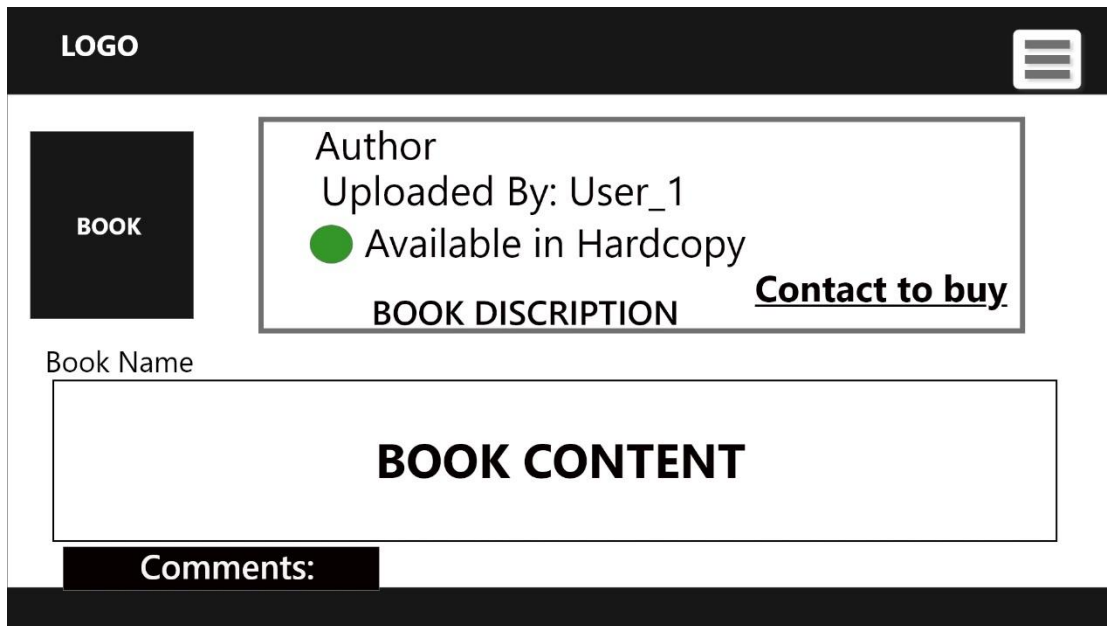 LOGO
BOOK
Author
Uploaded By: User_1
Available in Hardcopy
Contact to buy
BOOK DISCRIPTION
Book Name
BOOK CONTENT
Comments: